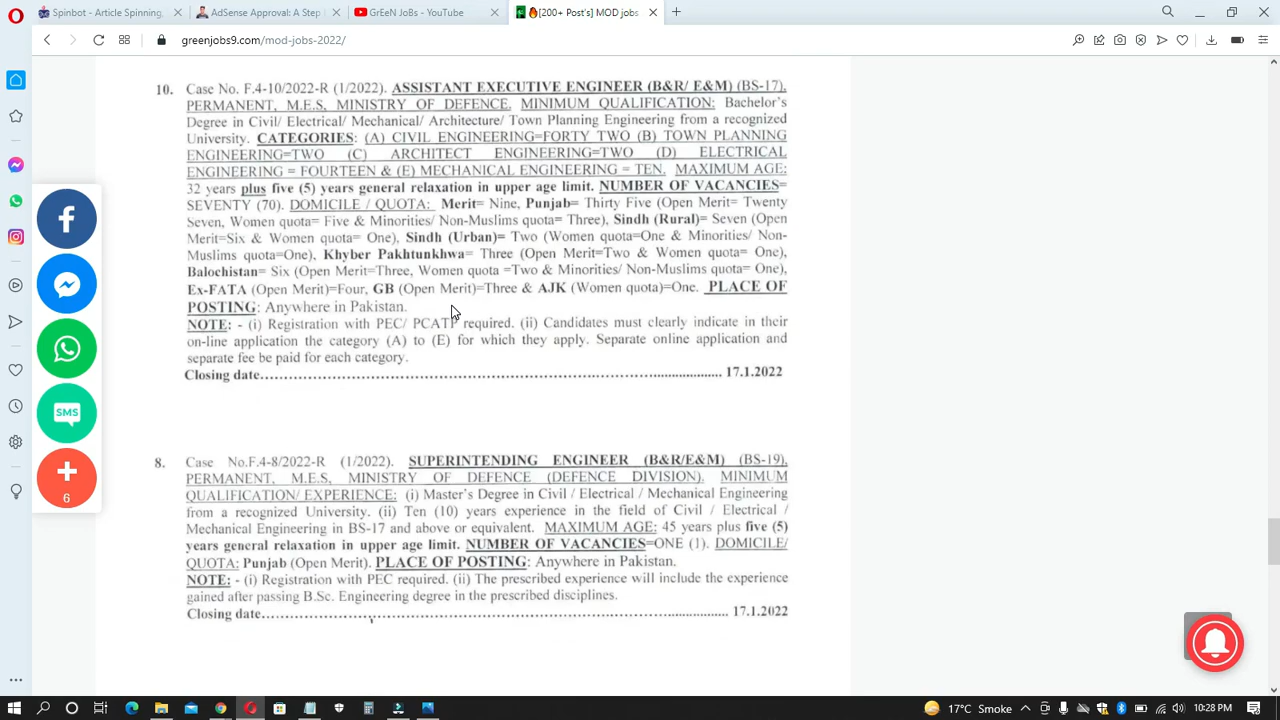 Spinbot - Article Spinning,
AdSense Approval: A Step
GrEeN JoBs - YouTube
[200+ Post's] MOD jobs
greenjobs9.com/mod-jobs-2022/
10. Case No. F.4-10/2022-R (1/2022). ASSISTANT EXECUTIVE ENGINEER (B&R/ E&M) (BS-17),
PERMANENT, M.E.S, MINISTRY OF DEFENCE. MINIMUM QUALIFICATION: Bachelor's
Degree in Civil/ Electrical/ Mechanical/ Architecture/ Town Planning Engineering from a recognized
University. CATEGORIES: (A) CIVIL ENGINEERING=FORTY TWO (B) TOWN PLANNING
ENGINEERING=TWO (C) ARCHITECT ENGINEERING=TWO (D) ELECTRICAL
ENGINEERING = FOURTEEN & (E) MECHANICAL ENGINEERING = TEN. MAXIMUM AGE:
32 years plus five (5) years general relaxation in upper age limit. NUMBER OF VACANCIES=
SEVENTY (70). DOMICILE / QUOTA: Merit= Nine, Punjab= Thirty Five (Open Merit= Twenty
Seven, Women quota= Five & Minorities/ Non-Muslims quota= Three), Sindh (Rural)= Seven (Open
Merit=Six & Women quota= One), Sindh (Urban)= Two (Women quota=One & Minorities/ Non-
Muslims quota=One), Khyber Pakhtunkhwa= Three (Open Merit=Two & Women quota= One),
Balochistan= Six (Open Merit=Three, Women quota =Two & Minorities/ Non-Muslims quota= One),
Ex-FATA (Open Merit)=Four, GB (Open Merit)=Three & AJK (Women quota)=One. PLACE OF
POSTING: Anywhere in Pakistan.
NOTE: - (i) Registration with PEC/ PCATP required. (ii) Candidates must clearly indicate in their
on-line application the category (A) to (E) for which they apply. Separate online application and
separate fee be paid for each category.
Closing date.......................................................................................... 17.1.2022
8. Case No.F.4-8/2022-R (1/2022). SUPERINTENDING ENGINEER (B&R/E&M) (BS-19),
PERMANENT, M.E.S, MINISTRY OF DEFENCE (DEFENCE DIVISION). MINIMUM
QUALIFICATION/ EXPERIENCE: (i) Master's Degree in Civil / Electrical / Mechanical Engineering
from a recognized University. (ii) Ten (10) years experience in the field of Civil / Electrical /
Mechanical Engineering in BS-17 and above or equivalent. MAXIMUM AGE: 45 years plus five (5)
years general relaxation in upper age limit. NUMBER OF VACANCIES=ONE (1). DOMICILE/
QUOTA: Punjab (Open Merit). PLACE OF POSTING: Anywhere in Pakistan.
NOTE: - (i) Registration with PEC required. (ii) The prescribed experience will include the experience
gained after passing B.Sc. Engineering degree in the prescribed disciplines.
Closing date.......................................................................................... 17.1.2022
SMS
6
17°C Smoke
10:28 PM